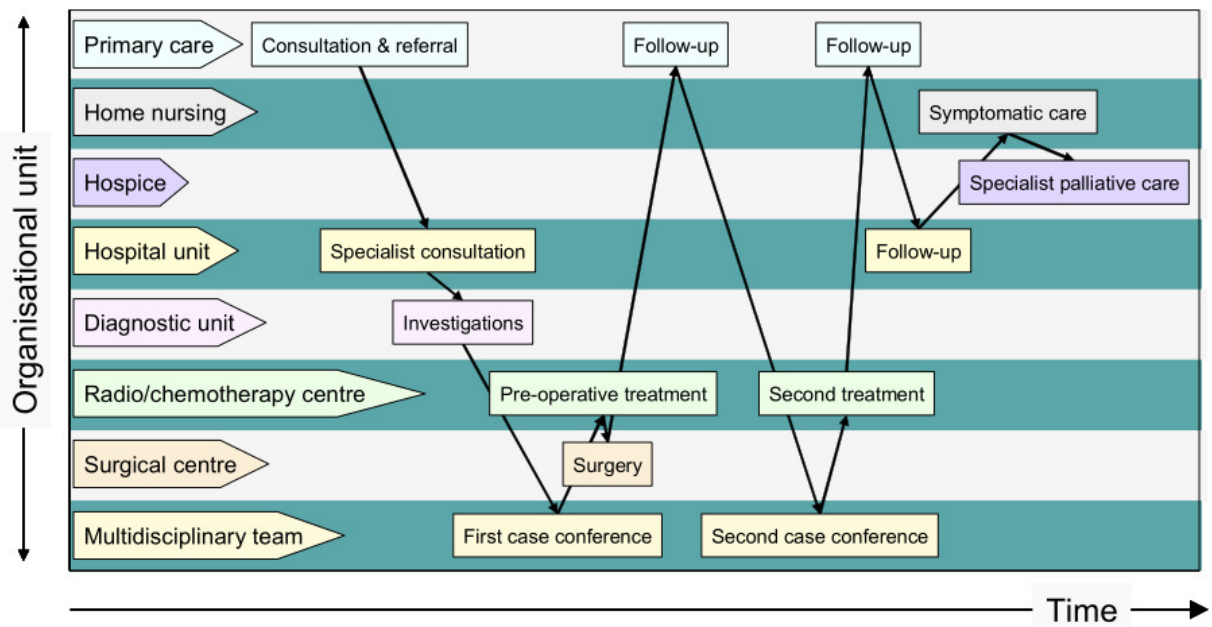 Organisational unit
Primary care
Consultation & referral
Follow-up
Follow-up
Home nursing
Symptomatic care
Hospice
Specialist palliative care
Hospital unit
Specialist consultation
Follow-up
Diagnostic unit
Investigations
Radio/chemotherapy centre
Pre-operative treatment
Second treatment
Surgical centre
Surgery
Multidisciplinary team
First case conference
Second case conference
Time